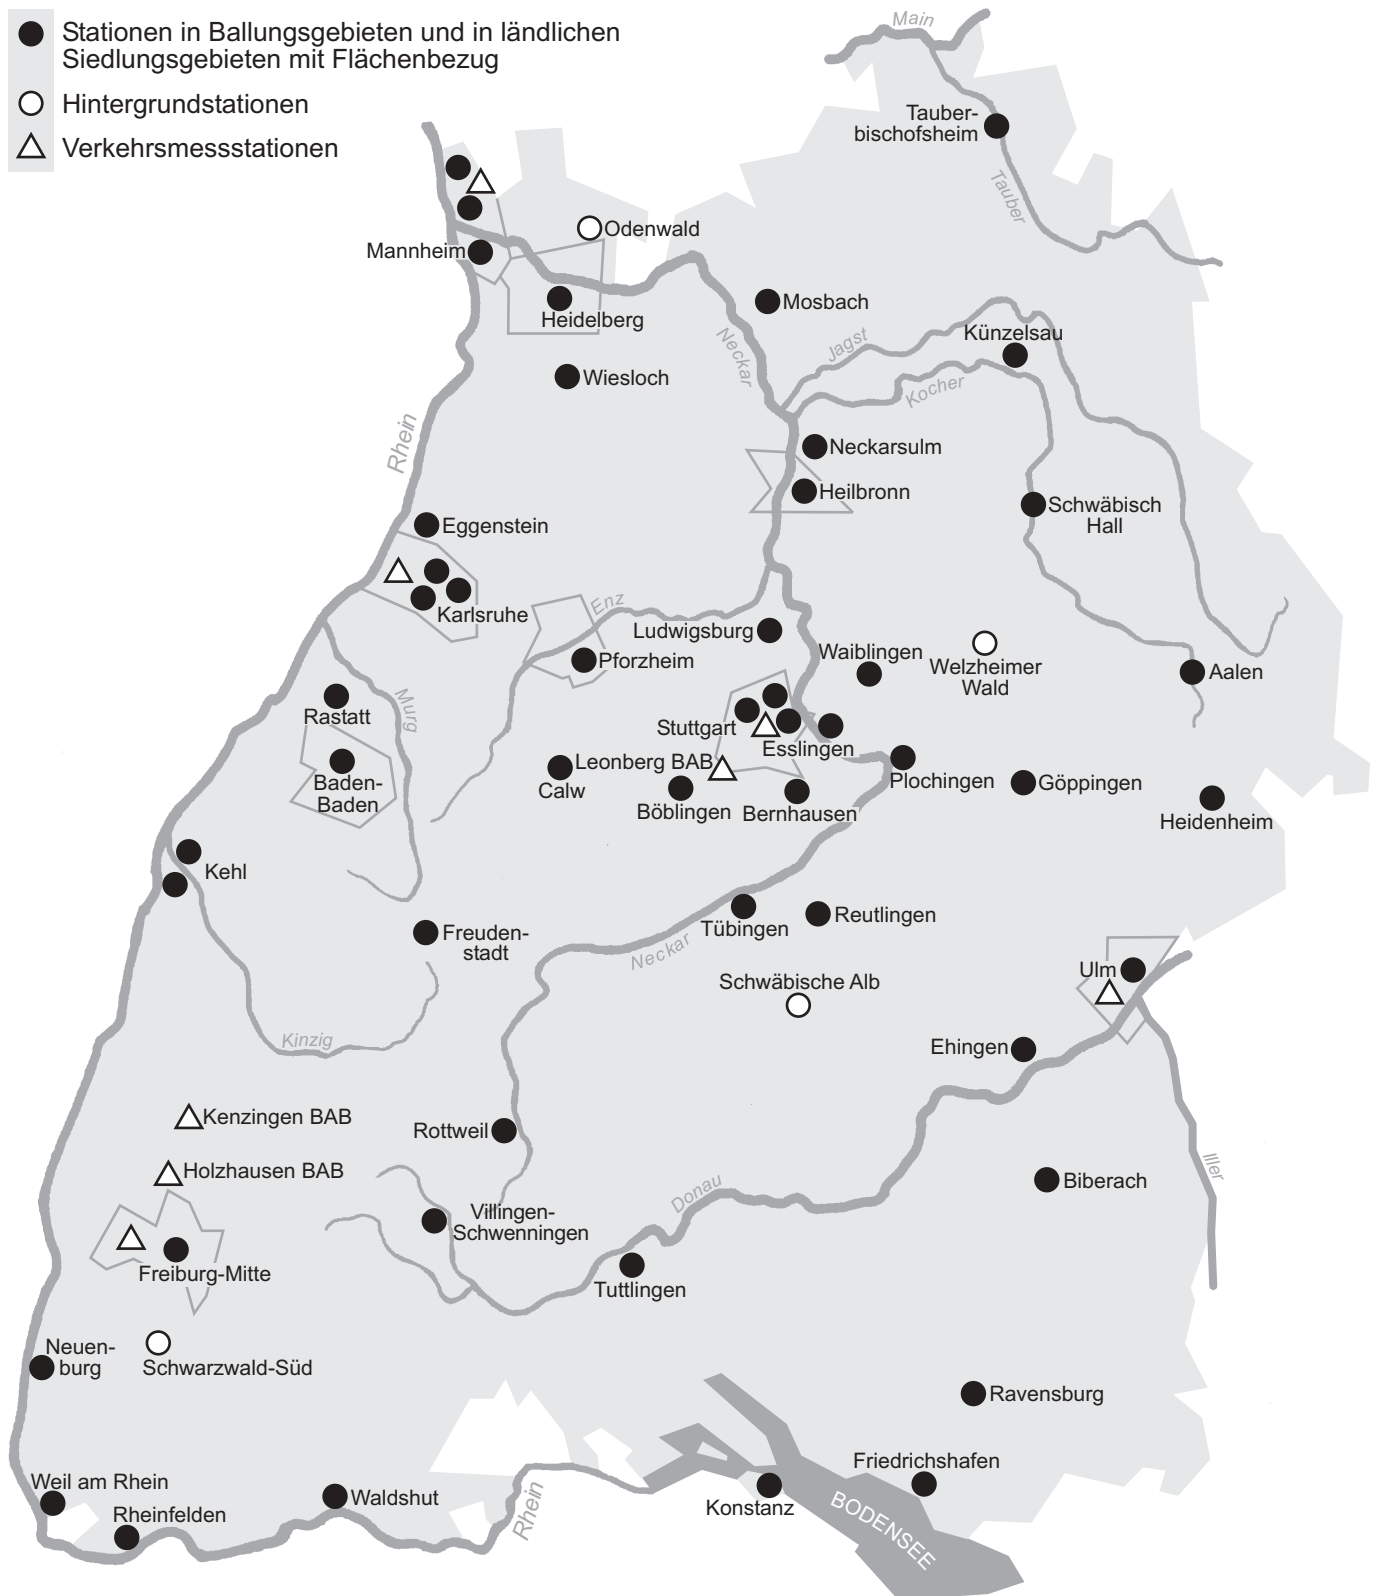 Stationen in Ballungsgebieten und in ländlichen
Siedlungsgebieten mit Flächenbezug
Hintergrundstationen
Verkehrsmessstationen
Main
Tauber-
bischofsheim
Tauber
Odenwald
Mannheim
Mosbach
Heidelberg
Neckar
Jagst
Künzelsau
Wiesloch
Kocher
Rhein
Neckarsulm
Heilbronn
Schwäbisch
Hall
Eggenstein
Karlsruhe
Enz
Ludwigsburg
Waiblingen
Welzheimer
Wald
Pforzheim
Aalen
Murg
Rastatt
Stuttgart
Esslingen
Leonberg BAB
Calw
Baden-
Baden
Böblingen
Bernhausen
Plochingen
Göppingen
Heidenheim
Kehl
Freuden-
stadt
Tübingen
Reutlingen
Neckar
Schwäbische Alb
Ulm
Kinzig
Ehingen
Kenzingen BAB
Rottweil
Holzhausen BAB
Iller
Biberach
Donau
Villingen-
Schwenningen
Freiburg-Mitte
Tuttlingen
Neuen-
burg
Schwarzwald-Süd
Ravensburg
Friedrichshafen
Weil am Rhein
Waldshut
Rheinfelden
Rhein
Konstanz
BODENSEE